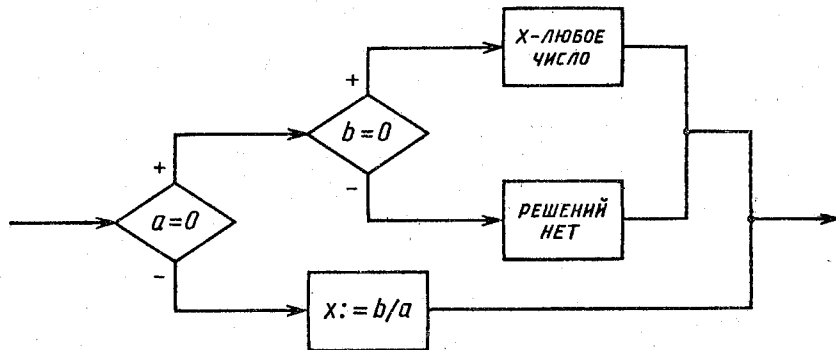 X-ЛЮБОЕ
ЧИСЛО
+
b=0
+
-
a=0
РЕШЕНИЙ
НЕТ
-
x:=b/a